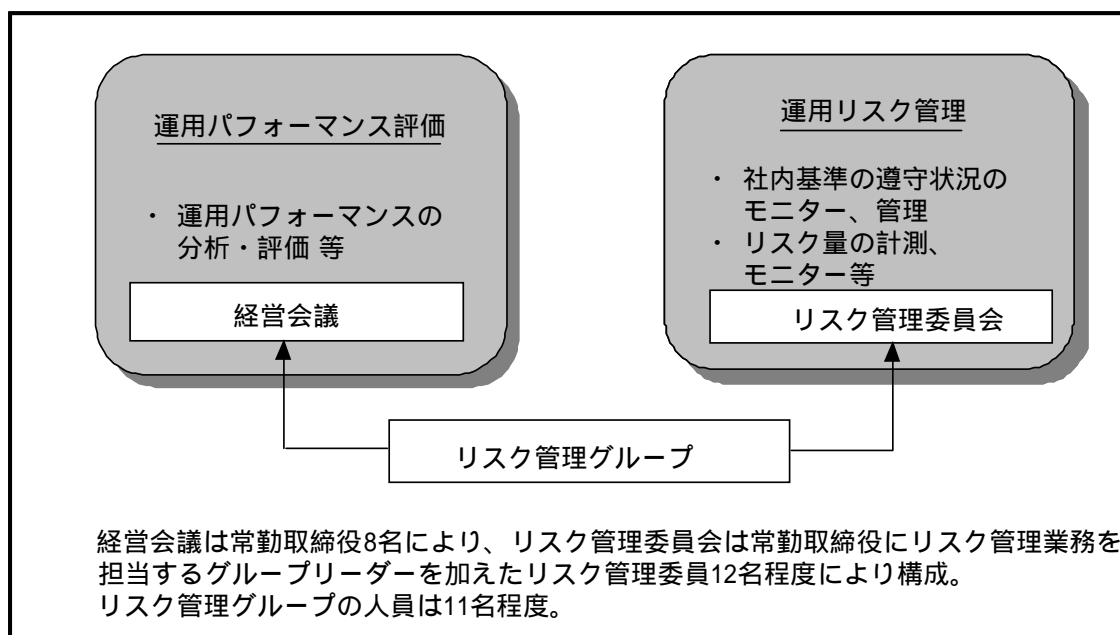 運用パフォーマンス評価
・ 運用パフォーマンスの
分析・評価 等
経営会議
運用リスク管理
・ 社内基準の遵守状況の
モニター、管理
・ リスク量の計測、
モニター等
リスク管理委員会
リスク管理グループ
経営会議は常勤取締役8名により、リスク管理委員会は常勤取締役にリスク管理業務を
担当するグループリーダーを加えたリスク管理委員12名程度により構成。
リスク管理グループの人員は11名程度。